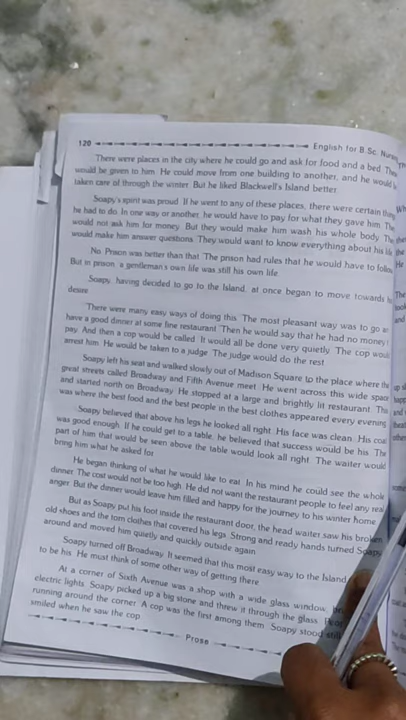 120
English for B.Sc. Nursing
There were places in the city where he could go and ask for food and a bed.
would be given to him. He could move from one building to another, and he would
taken care of through the winter. But he liked Blackwell's Island better.
Soapy's spirit was proud. If he went to any of these places, there were certain
he had to do. In one way or another, he would have to pay for what they gave him.
would not ask him for money. But they would make him wash his whole body.
would make him answer questions. They would want to know everything about his
No. Prison was better than that. The prison had rules that he would have to follow.
But in prison a gentleman's own life was still his own life.
Soapy, having decided to go to the Island, at once began to move towards
desire.
There were many easy ways of doing this. The most pleasant way was to go
have a good dinner at some fine restaurant. Then he would say that he had no money
pay. And then a cop would be called. It would all be done very quietly. The cop would
arrest him. He would be taken to a judge. The judge would do the rest.
Soapy left his seat and walked slowly out of Madison Square to the place where the
great streets called Broadway and Fifth Avenue meet. He went across this wide space
and started north on Broadway. He stopped at a large and brightly lit restaurant. This
was where the best food and the best people in the best clothes appeared every evening.
Soapy believed that above his legs he looked all right. His face was clean. His coat
was good enough. If he could get to a table, he believed that success would be his. The
part of him that would be seen above the table would look all right. The waiter would
bring him what he asked for.
He began thinking of what he would like to eat. In his mind he could see the whole
dinner. The cost would not be too high. He did not want the restaurant people to feel any real
anger. But the dinner would leave him filled and happy for the journey to his winter home.
But as Soapy put his foot inside the restaurant door, the head waiter saw his broken
old shoes and the torn clothes that covered his legs. Strong and ready hands turned Soapy
around and moved him quietly and quickly outside again.
Soapy turned off Broadway. It seemed that this most easy way to the Island
to be his. He must think of some other way of getting there.
At a corner of Sixth Avenue was a shop with a wide glass window,
electric lights. Soapy picked up a big stone and threw it through the glass.
running around the corner. A cop was the first among them. Soapy stood still
smiled when he saw the cop.
Prose